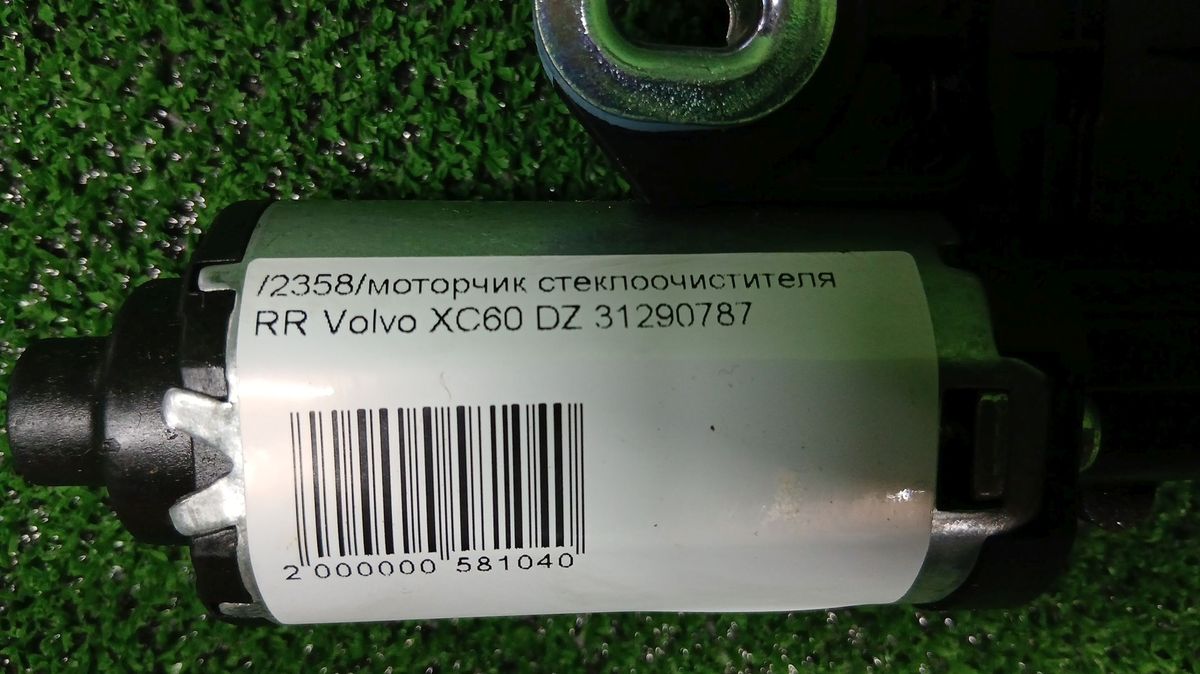 /2358/моторчик стеклоочистителя
RR Volvo XC60 DZ 31290787
2 000000 581040